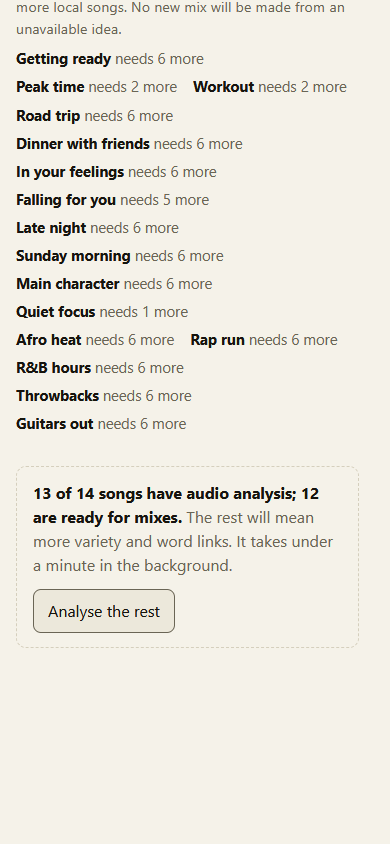 more local songs. No new mix will be made from an
unavailable idea.
Getting ready needs 6 more
Peak time needs 2 more Workout needs 2 more
Road trip needs 6 more
Dinner with friends needs 6 more
In your feelings needs 6 more
Falling for you needs 5 more
Late night needs 6 more
Sunday morning needs 6 more
Main character needs 6 more
Quiet focus needs 1 more
Afro heat needs 6 more Rap run needs 6 more
R&B hours needs 6 more
Throwbacks needs 6 more
Guitars out needs 6 more
13 of 14 songs have audio analysis; 12
are ready for mixes. The rest will mean
more variety and word links. It takes under
a minute in the background.
Analyse the rest